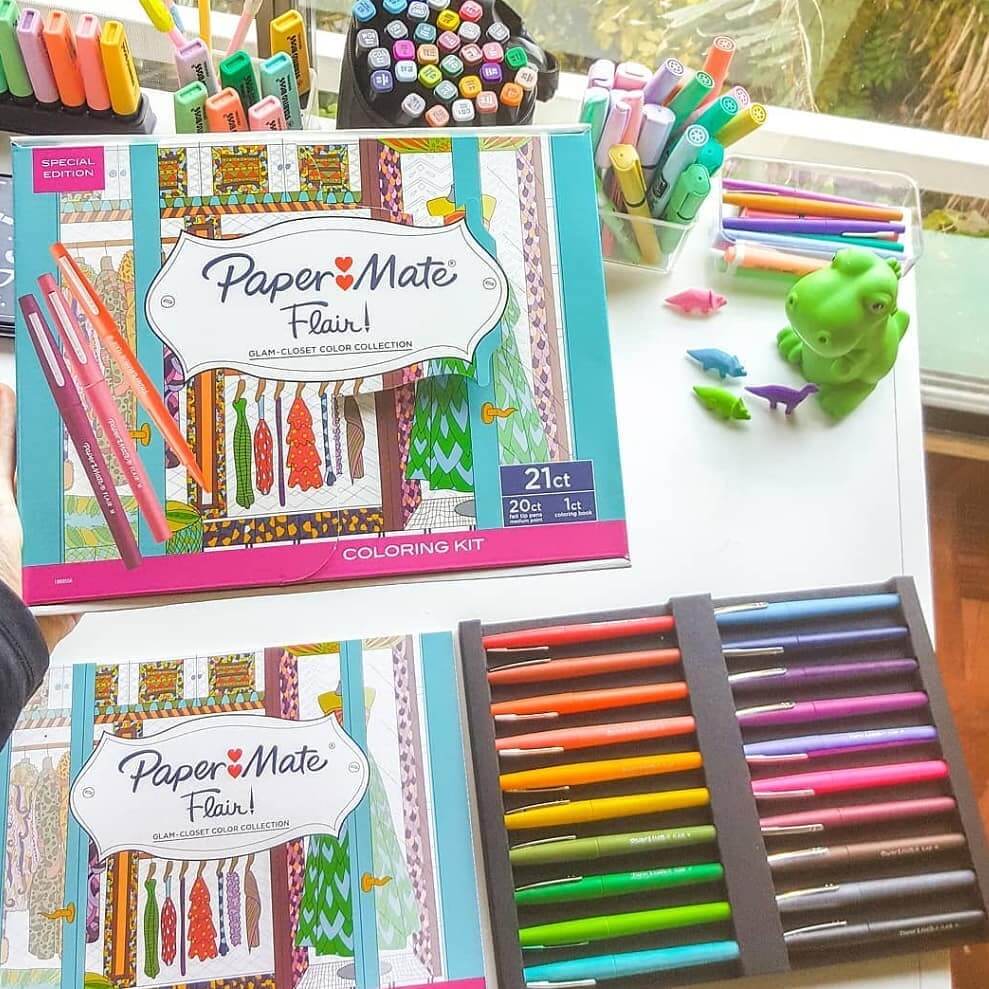 SPECIAL
EDITION
Paper Mate®
Flair!
GLAM-CLOSET COLOR COLLECTION
21ct
20ct
felt tip pens
medium point
1ct
coloring book
COLORING KIT
Paper Mate®
Flair!
GLAM-CLOSET COLOR COLLECTION